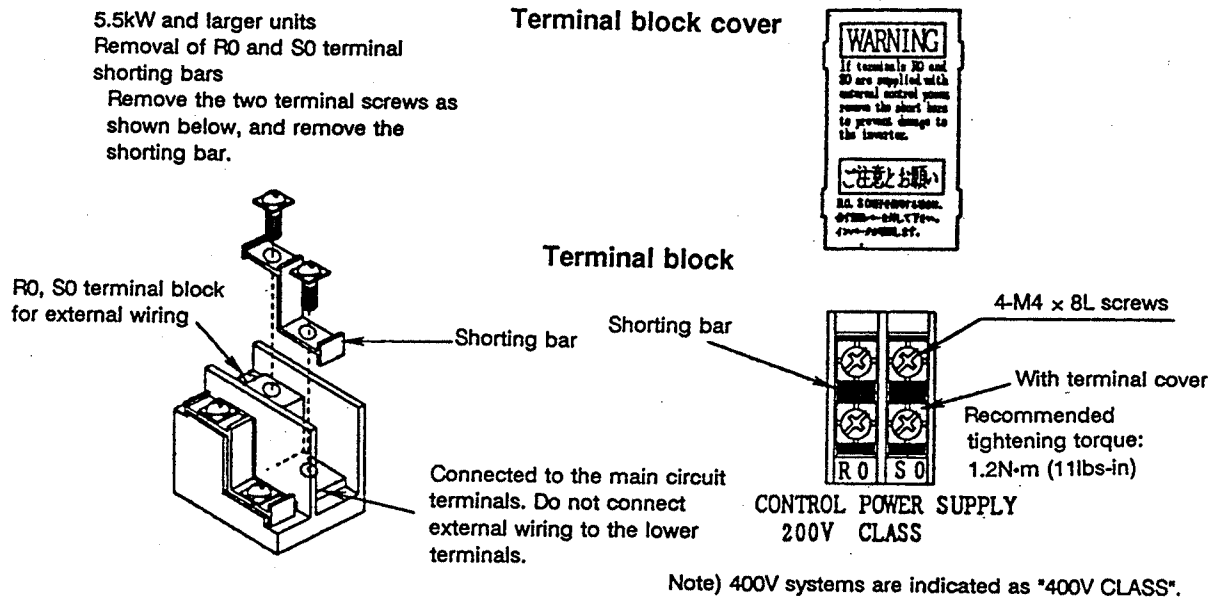 5.5kW and larger units
Removal of R0 and S0 terminal
shorting bars
Remove the two terminal screws as
shown below, and remove the
shorting bar.
Terminal block cover
WARNING
If terminals R0 and
S0 are supplied with
external control power
remove the short bars
to prevent damage to
the inverter.
ご注意とお願い
R0, S0
Terminal block
R0, S0 terminal block
for external wiring
Shorting bar
Connected to the main circuit
terminals. Do not connect
external wiring to the lower
terminals.
Shorting bar
4-M4 × 8L screws
With terminal cover
Recommended
tightening torque:
1.2N·m (11lbs-in)
R0 S0
CONTROL POWER SUPPLY
200V CLASS
Note) 400V systems are indicated as "400V CLASS".